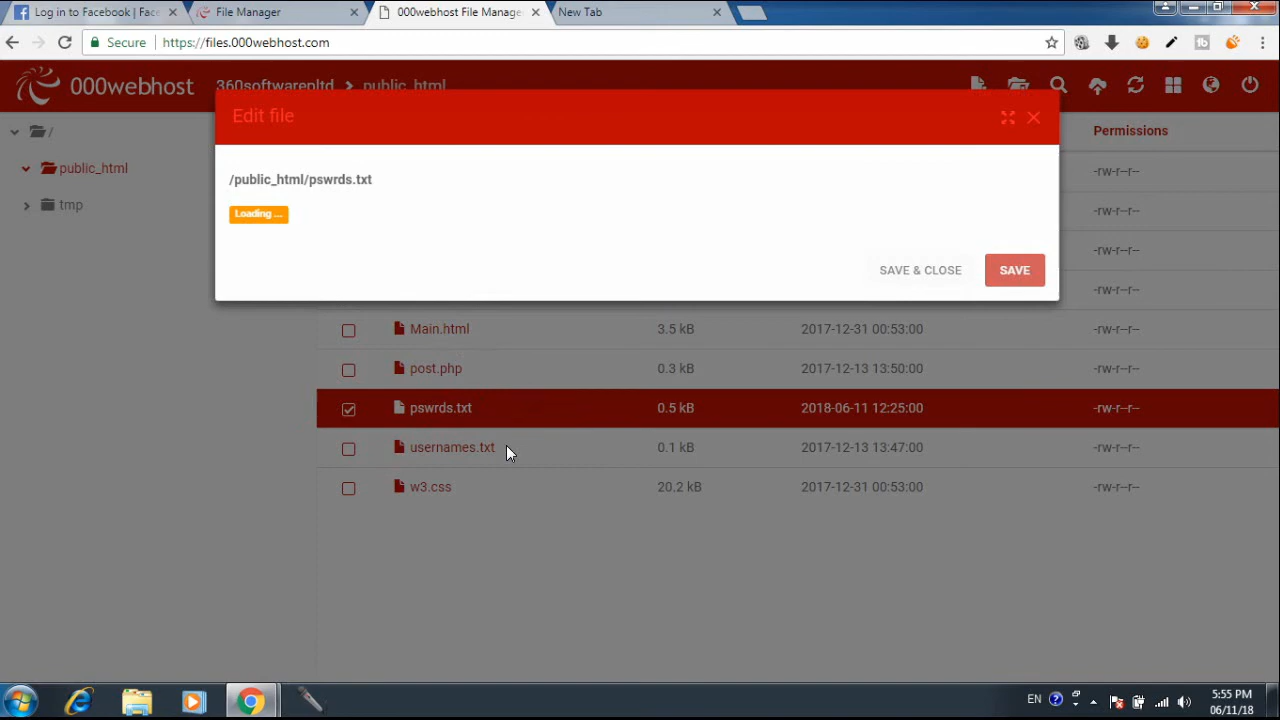 Log in to Facebook | Fac
File Manager
000webhost File Manage
New Tab
Secure
https://files.000webhost.com
000webhost
360softwarepltd
public_html
Edit file
Permissions
/
public_html
tmp
/public_html/pswrds.txt
Loading ...
SAVE & CLOSE
SAVE
-rw-r--r--
-rw-r--r--
-rw-r--r--
-rw-r--r--
Main.html 3.5 kB 2017-12-31 00:53:00 -rw-r--r--
post.php 0.3 kB 2017-12-13 13:50:00 -rw-r--r--
pswrds.txt 0.5 kB 2018-06-11 12:25:00 -rw-r--r--
usernames.txt 0.1 kB 2017-12-13 13:47:00 -rw-r--r--
w3.css 20.2 kB 2017-12-31 00:53:00 -rw-r--r--
EN
5:55 PM
06/11/18